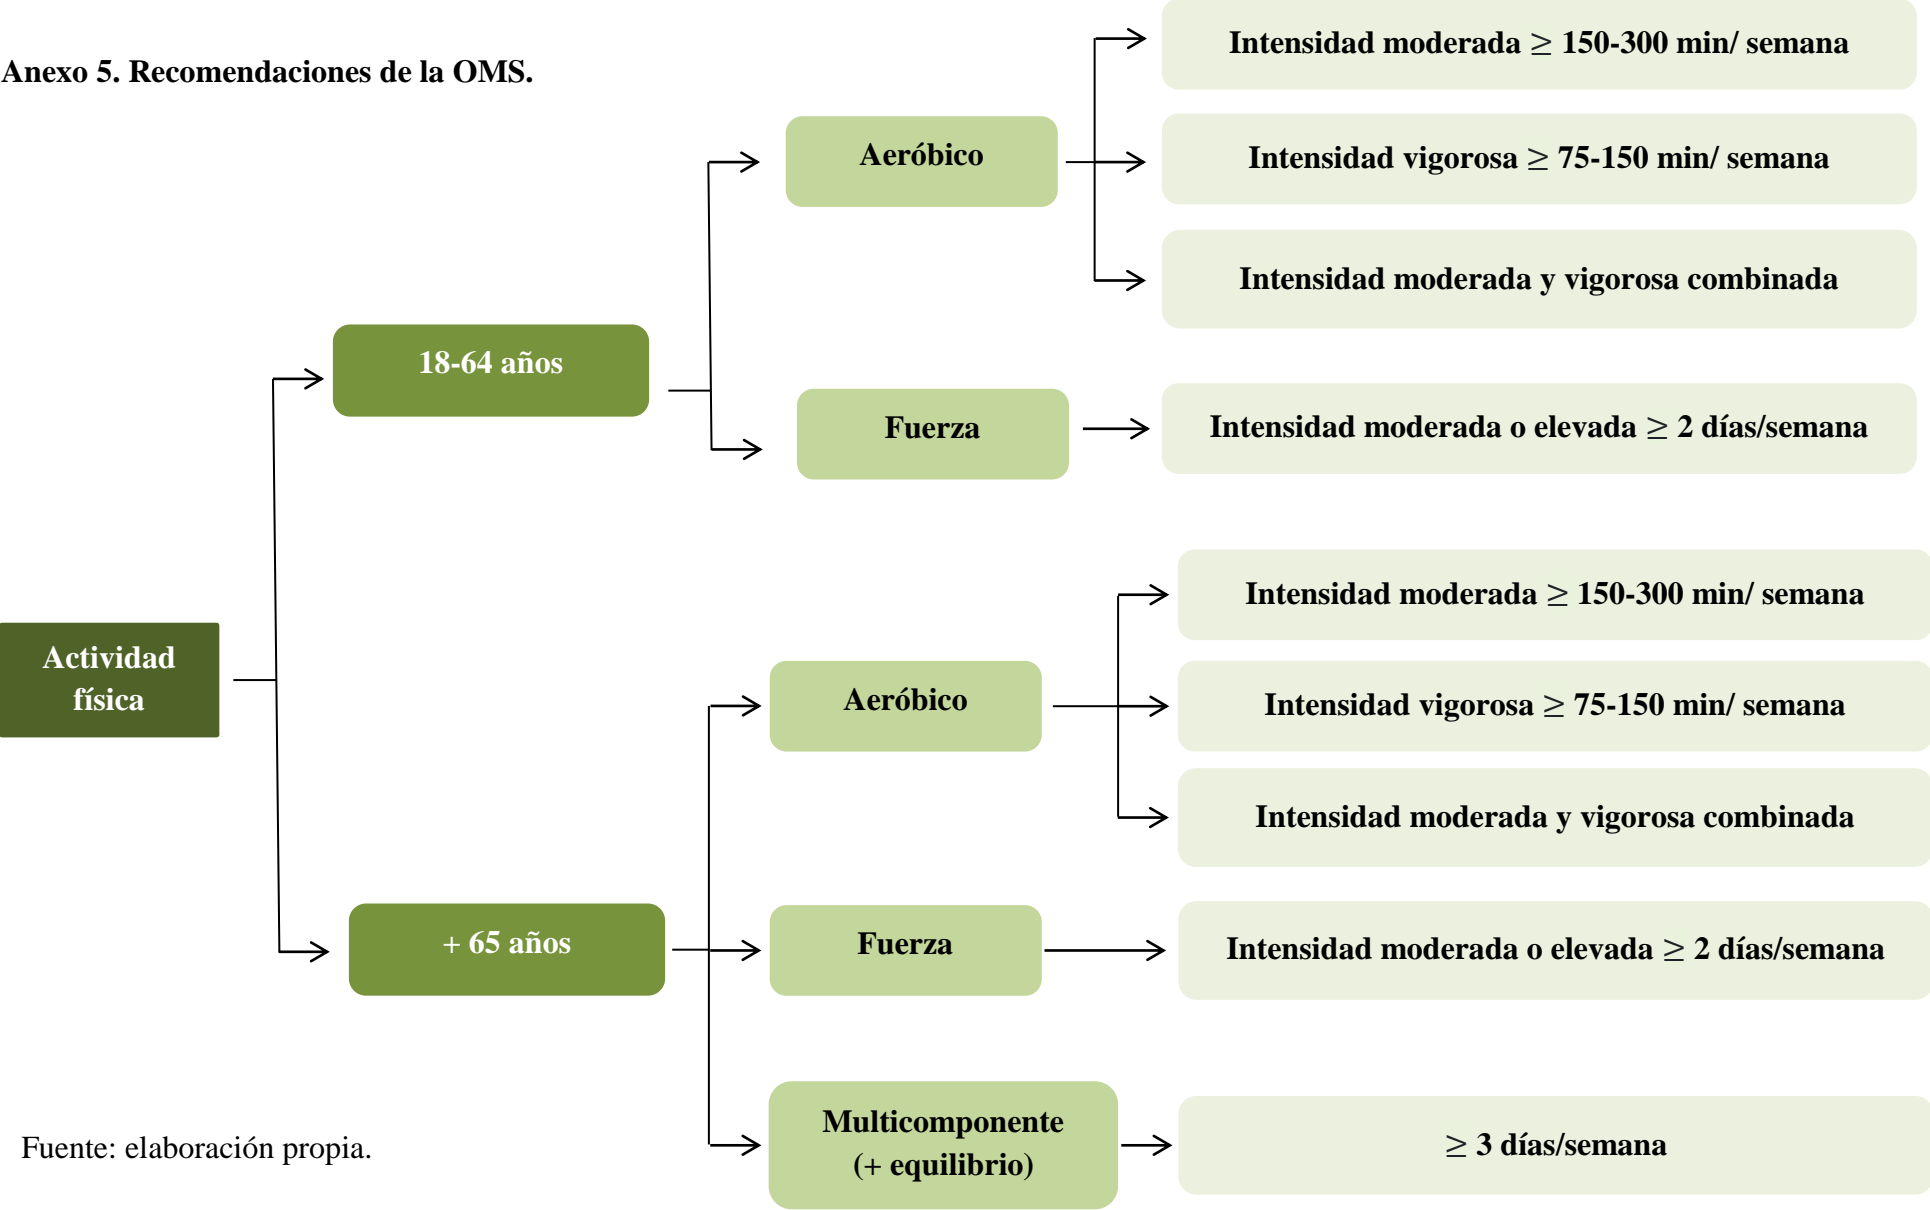 Anexo 5. Recomendaciones de la OMS.
Actividad
física
18-64 años
Aeróbico
Intensidad moderada ≥ 150-300 min/ semana
Intensidad vigorosa ≥ 75-150 min/ semana
Intensidad moderada y vigorosa combinada
Fuerza
Intensidad moderada o elevada ≥ 2 días/semana
+ 65 años
Aeróbico
Intensidad moderada ≥ 150-300 min/ semana
Intensidad vigorosa ≥ 75-150 min/ semana
Intensidad moderada y vigorosa combinada
Fuerza
Intensidad moderada o elevada ≥ 2 días/semana
Multicomponente
(+ equilibrio)
≥ 3 días/semana
Fuente: elaboración propia.